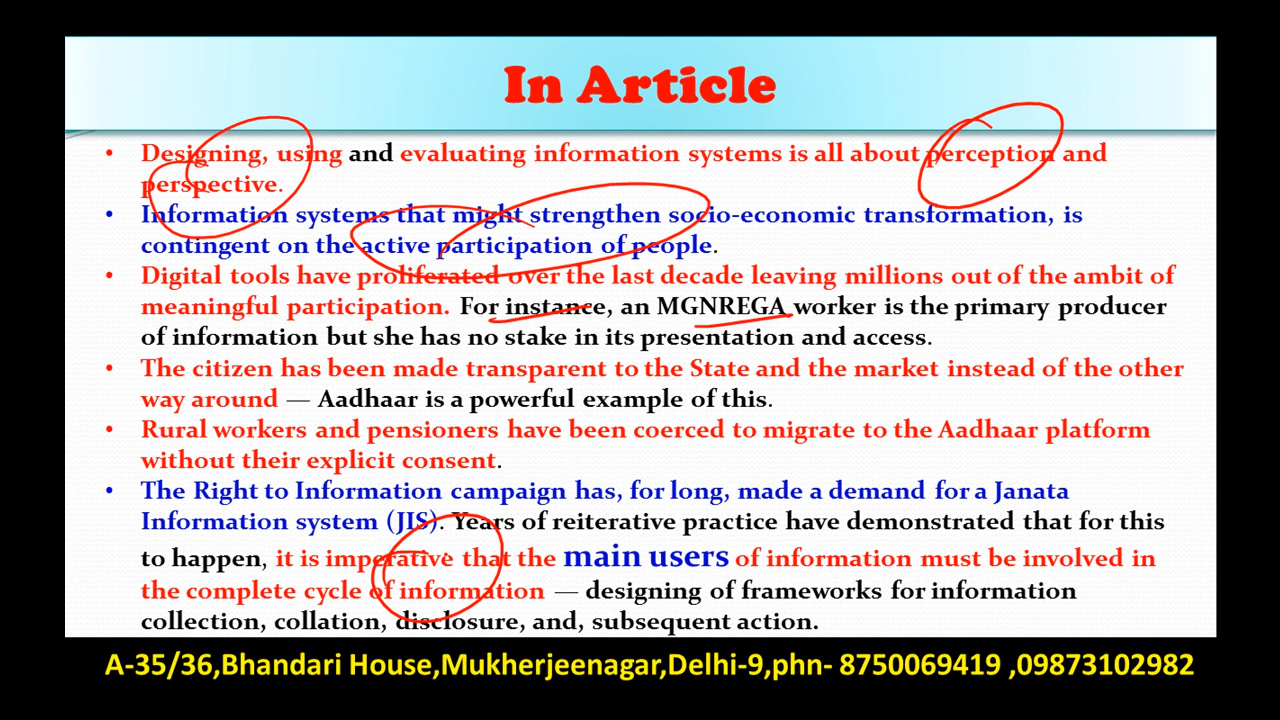 In Article
• Designing, using and evaluating information systems is all about perception and
perspective.
• Information systems that might strengthen socio-economic transformation, is
contingent on the active participation of people.
• Digital tools have proliferated over the last decade leaving millions out of the ambit of
meaningful participation. For instance, an MGNREGA worker is the primary producer
of information but she has no stake in its presentation and access.
• The citizen has been made transparent to the State and the market instead of the other
way around — Aadhaar is a powerful example of this.
• Rural workers and pensioners have been coerced to migrate to the Aadhaar platform
without their explicit consent.
• The Right to Information campaign has, for long, made a demand for a Janata
Information system (JIS). Years of reiterative practice have demonstrated that for this
to happen, it is imperative that the main users of information must be involved in
the complete cycle of information — designing of frameworks for information
collection, collation, disclosure, and, subsequent action.
A-35/36,Bhandari House,Mukherjeenagar,Delhi-9,phn- 8750069419 ,09873102982